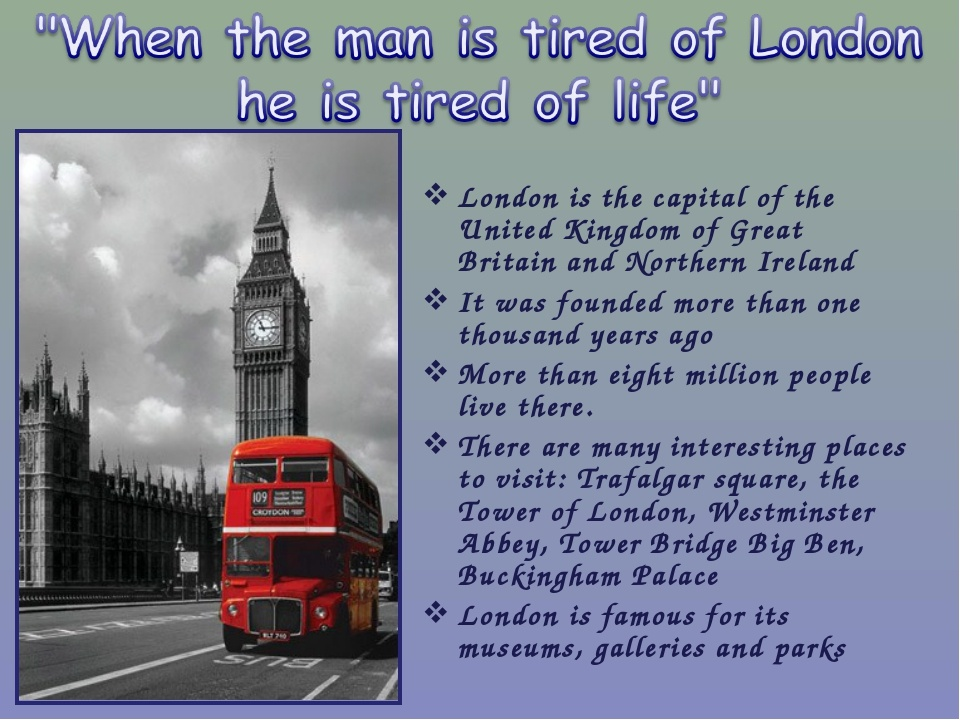 "When the man is tired of London
he is tired of life"
London is the capital of the
United Kingdom of Great
Britain and Northern Ireland
It was founded more than one
thousand years ago
More than eight million people
live there.
There are many interesting places
to visit: Trafalgar square, the
Tower of London, Westminster
Abbey, Tower Bridge Big Ben,
Buckingham Palace
London is famous for its
museums, galleries and parks
109
CROYDON
WLT 790
BUS